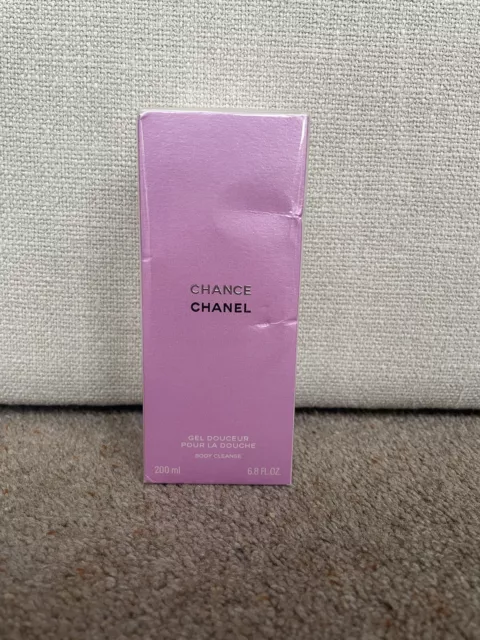 CHANCE
CHANEL
GEL DOUCEUR
POUR LA DOUCHE
BODY CLEANSE
200 ml 6.8 FL.OZ